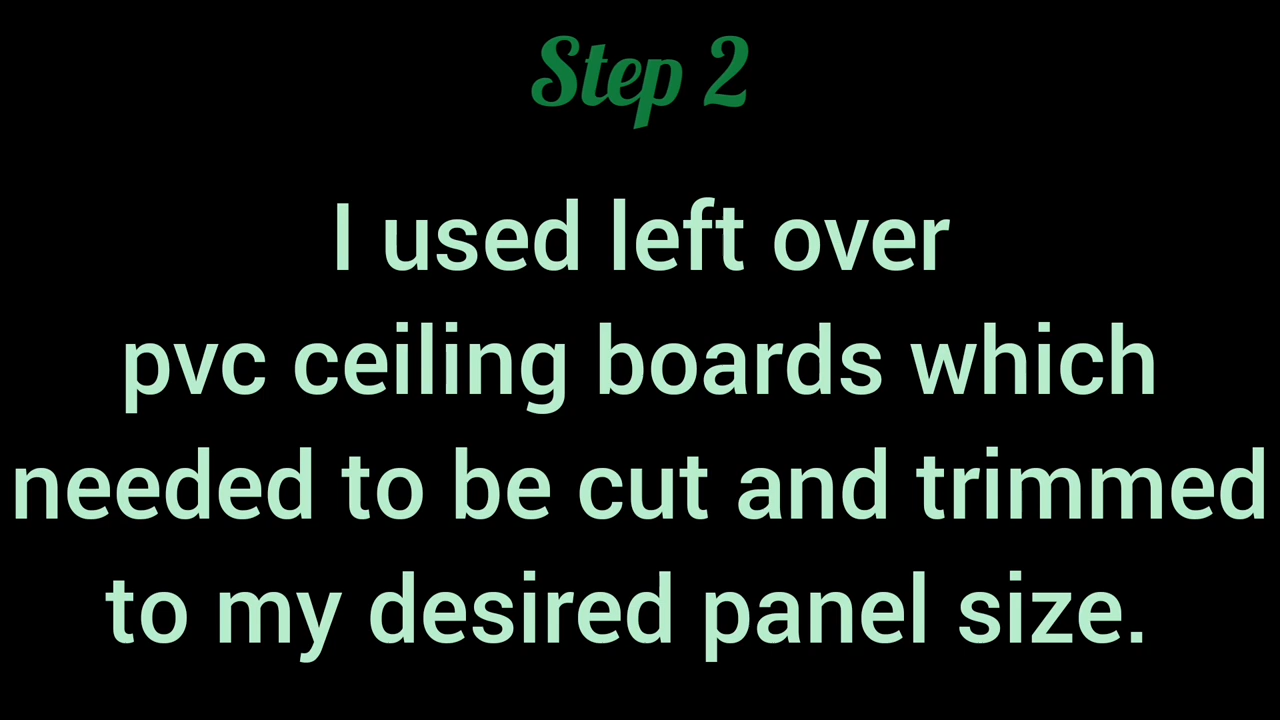 Step 2
I used left over
pvc ceiling boards which
needed to be cut and trimmed
to my desired panel size.